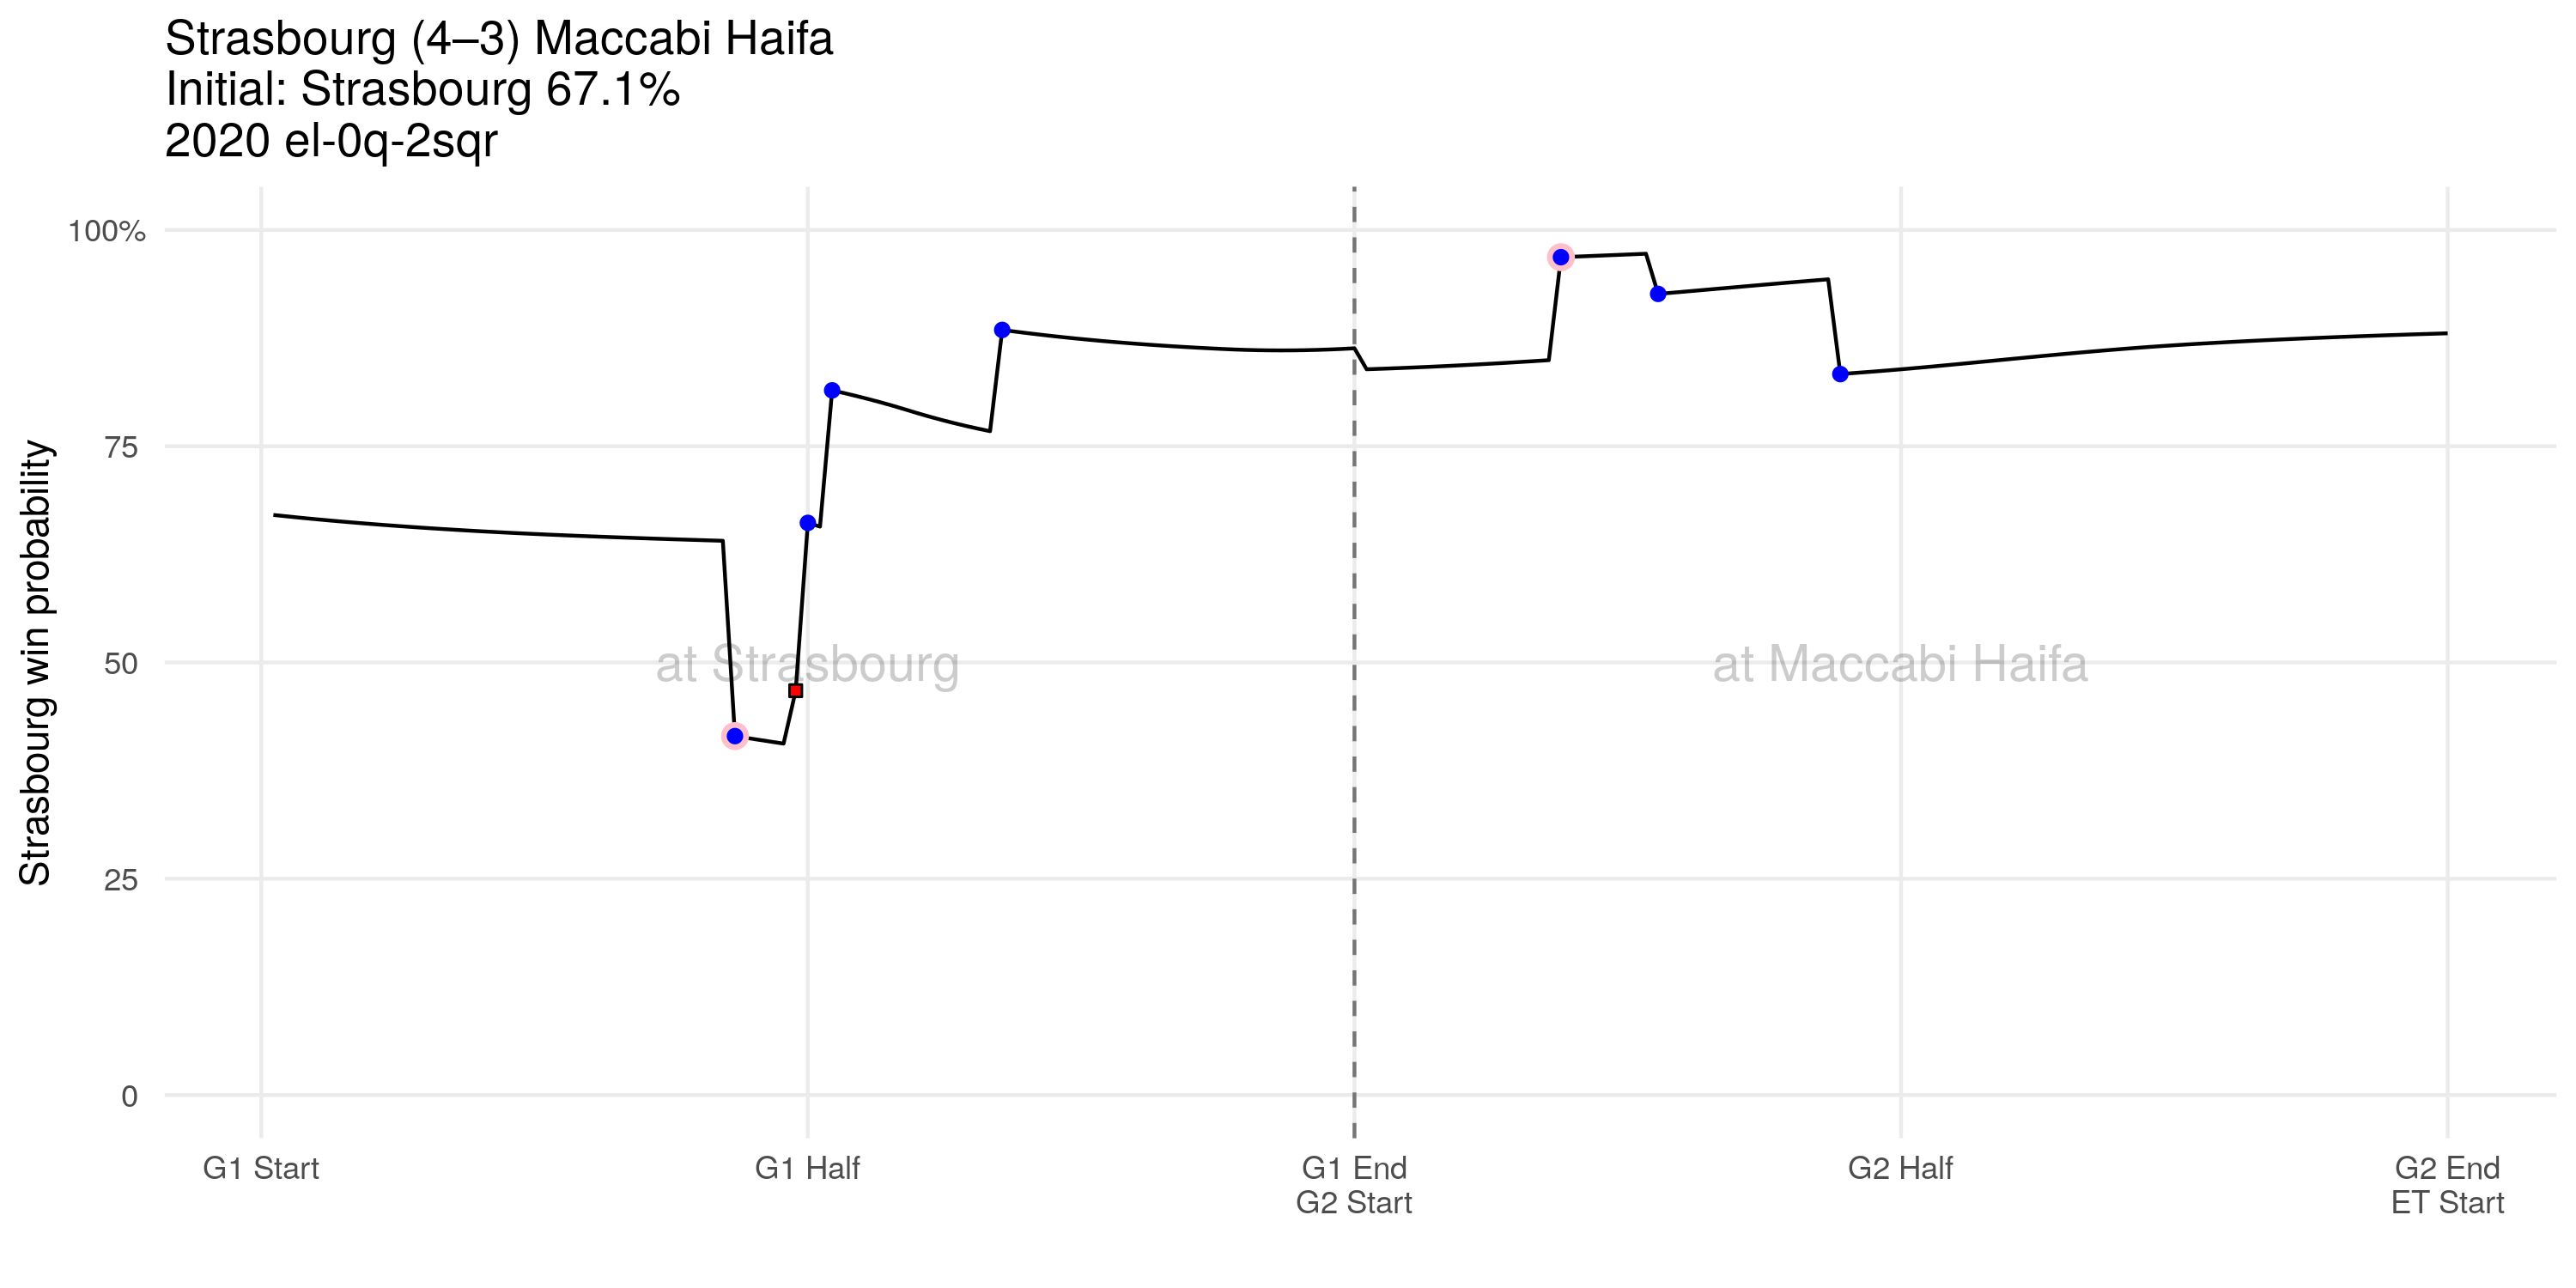 Strasbourg (4–3) Maccabi Haifa
Initial: Strasbourg 67.1%
2020 el-0q-2sqr
Strasbourg win probability
100%
75
50
25
0
at Strasbourg
at Maccabi Haifa
G1 Start
G1 Half
G1 End
G2 Start
G2 Half
G2 End
ET Start